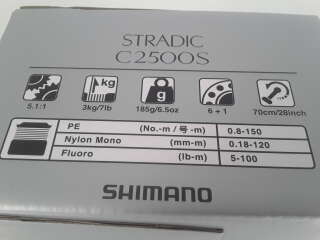 STRADIC
C2500S
kg
g
5.1:1 3kg/7lb 185g/6.5oz 6 + 1 70cm/28inch
PE (No.-m / 号 -m) 0.8-150
Nylon Mono (mm-m) 0.18-120
Fluoro (lb-m) 5-100
SHIMANO